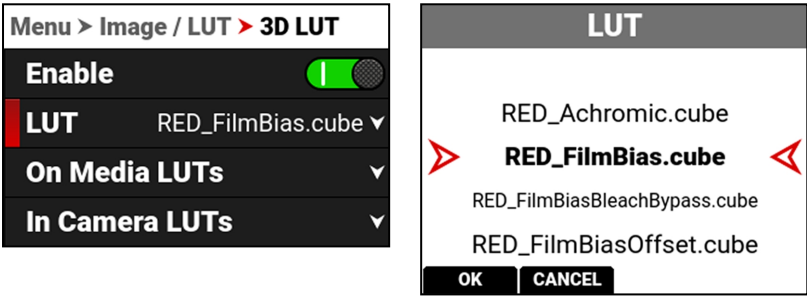 Menu > Image / LUT > 3D LUT
Enable
LUT RED_FilmBias.cube
On Media LUTs
In Camera LUTs
LUT
RED_Achromic.cube
RED_FilmBias.cube
RED_FilmBiasBleachBypass.cube
RED_FilmBiasOffset.cube
OK CANCEL